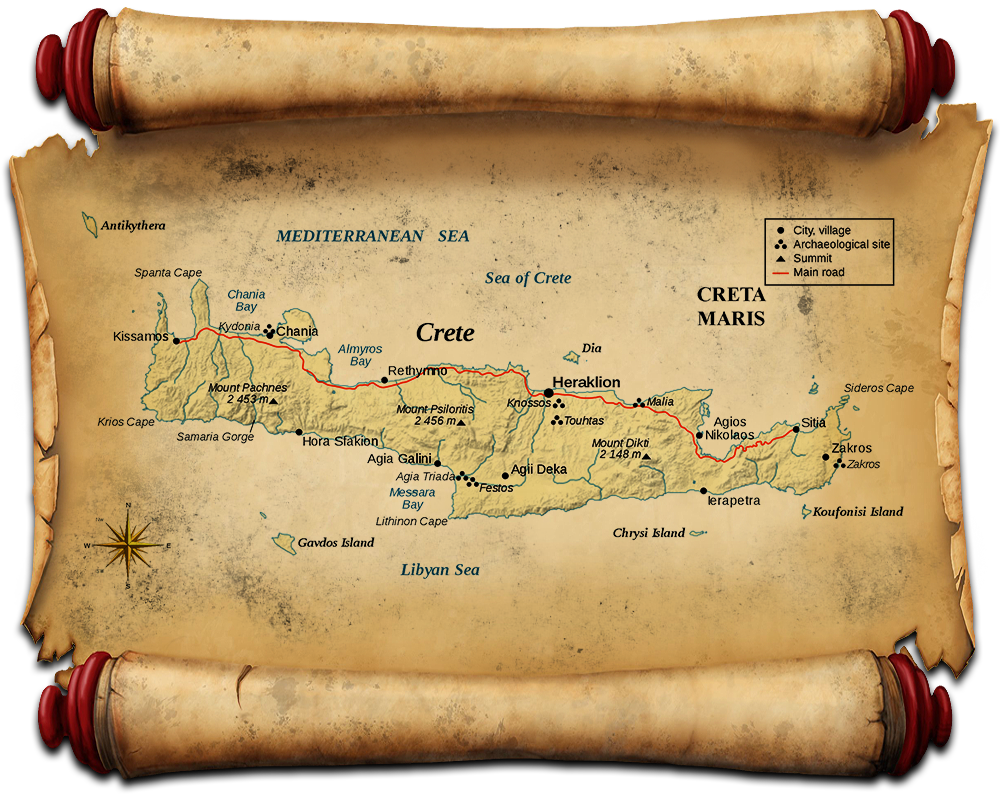 Antikythera
MEDITERRANEAN SEA
City, village
Archaeological site
Summit
Main road
Spanta Cape
Sea of Crete
Chania
Bay
CRETA
MARIS
Kydonia
Chania
Kissamos
Crete
Almyros
Bay
Dia
Rethymno
Heraklion
Sideros Cape
Mount Pachnes
2 453 m
Knossos
Malia
Mount Psiloritis
2 456 m
Touhtas
Krios Cape
Samaria Gorge
Hora Sfakion
Agios
Nikolaos
Sitia
Mount Dikti
2 148 m
Zakros
Zakros
Agia Galini
Agia Triada
Agii Deka
Festos
Messara
Bay
Ierapetra
Lithinon Cape
Koufonisi Island
Chrysi Island
Gavdos Island
Libyan Sea
N
W
E
S